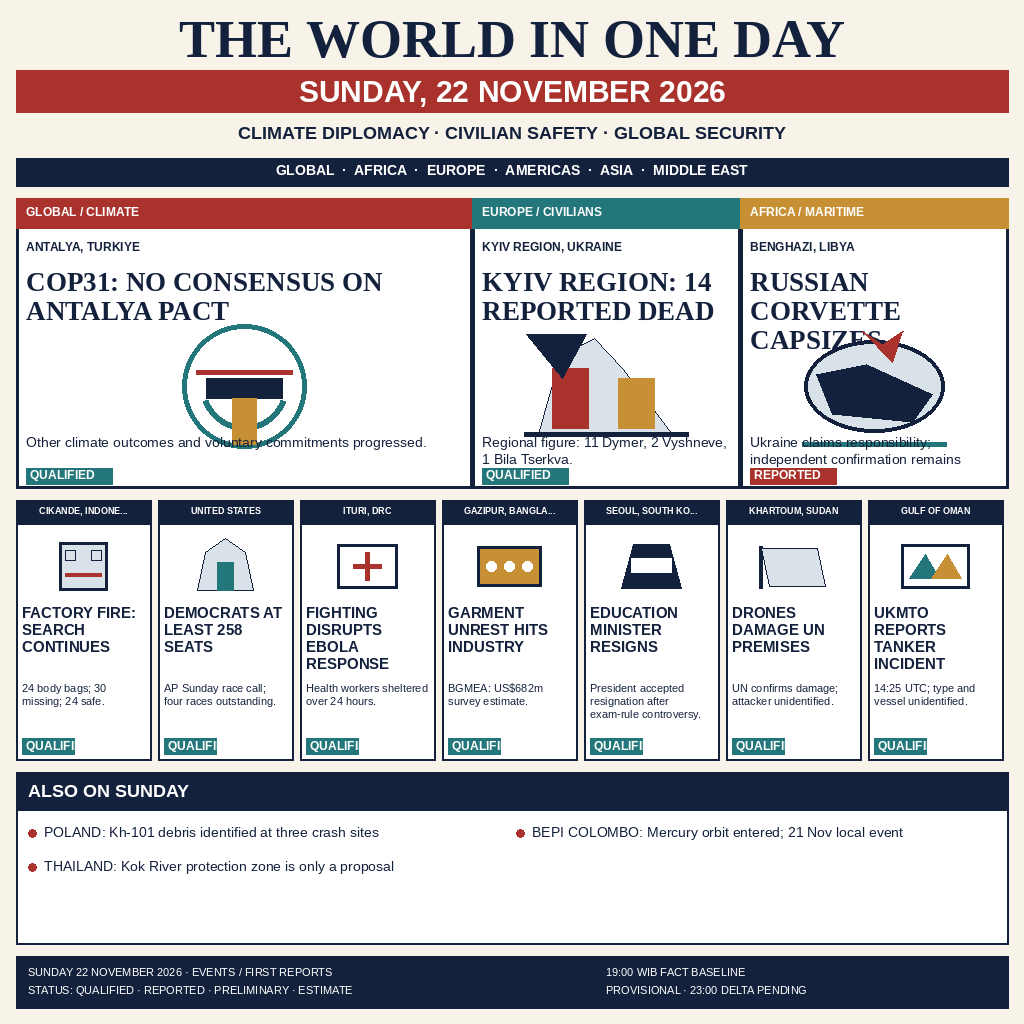 THE WORLD IN ONE DAY
SUNDAY, 22 NOVEMBER 2026
CLIMATE DIPLOMACY · CIVILIAN SAFETY · GLOBAL SECURITY
GLOBAL · AFRICA · EUROPE · AMERICAS · ASIA · MIDDLE EAST
GLOBAL / CLIMATE
ANTALYA, TURKIYE
COP31: NO CONSENSUS ON
ANTALYA PACT
Other climate outcomes and voluntary commitments progressed.
QUALIFIED
EUROPE / CIVILIANS
KYIV REGION, UKRAINE
KYIV REGION: 14
REPORTED DEAD
Regional figure: 11 Dymer, 2 Vyshneve,
1 Bila Tserkva.
QUALIFIED
AFRICA / MARITIME
BENGHAZI, LIBYA
RUSSIAN
CORVETTE
CAPSIZES
Ukraine claims responsibility;
independent confirmation remains
REPORTED
CIKANDE, INDONE...
FACTORY FIRE:
SEARCH
CONTINUES
24 body bags; 30
missing; 24 safe.
QUALIFI
UNITED STATES
DEMOCRATS AT
LEAST 258
SEATS
AP Sunday race call;
four races outstanding.
QUALIFI
ITURI, DRC
FIGHTING
DISRUPTS
EBOLA
RESPONSE
Health workers sheltered
over 24 hours.
QUALIFI
GAZIPUR, BANGLA...
GARMENT
UNREST HITS
INDUSTRY
BGMEA: US$682m
survey estimate.
QUALIFI
SEOUL, SOUTH KO...
EDUCATION
MINISTER
RESIGNS
President accepted
resignation after
exam-rule controversy.
QUALIFI
KHARTOUM, SUDAN
DRONES
DAMAGE UN
PREMISES
UN confirms damage;
attacker unidentified.
QUALIFI
GULF OF OMAN
UKMTO
REPORTS
TANKER
INCIDENT
14:25 UTC; type and
vessel unidentified.
QUALIFI
ALSO ON SUNDAY
POLAND: Kh-101 debris identified at three crash sites
BEPI COLOMBO: Mercury orbit entered; 21 Nov local event
THAILAND: Kok River protection zone is only a proposal
SUNDAY 22 NOVEMBER 2026 · EVENTS / FIRST REPORTS
STATUS: QUALIFIED · REPORTED · PRELIMINARY · ESTIMATE
19:00 WIB FACT BASELINE
PROVISIONAL · 23:00 DELTA PENDING